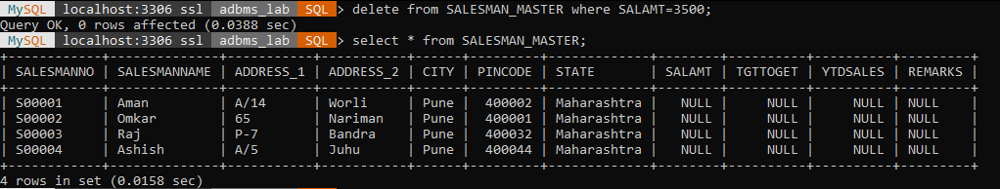 MySQL localhost:3306 ssl adbms_lab SQL > delete from SALESMAN_MASTER where SALAMT=3500;
Query OK, 0 rows affected (0.0388 sec)
MySQL localhost:3306 ssl adbms_lab SQL > select * from SALESMAN_MASTER;
+------------+--------------+-----------+-----------+------+---------+-------------+--------+----------+----------+---------+
| SALESMANNO | SALESMANNAME | ADDRESS_1 | ADDRESS_2 | CITY | PINCODE | STATE       | SALAMT | TGTTOGET | YTDSALES | REMARKS |
+------------+--------------+-----------+-----------+------+---------+-------------+--------+----------+----------+---------+
| S00001     | Aman         | A/14      | Worli     | Pune |  400002 | Maharashtra |   NULL |     NULL |     NULL | NULL    |
| S00002     | Omkar        | 65        | Nariman   | Pune |  400001 | Maharashtra |   NULL |     NULL |     NULL | NULL    |
| S00003     | Raj          | P-7       | Bandra    | Pune |  400032 | Maharashtra |   NULL |     NULL |     NULL | NULL    |
| S00004     | Ashish       | A/5       | Juhu      | Pune |  400044 | Maharashtra |   NULL |     NULL |     NULL | NULL    |
+------------+--------------+-----------+-----------+------+---------+-------------+--------+----------+----------+---------+
4 rows in set (0.0158 sec)